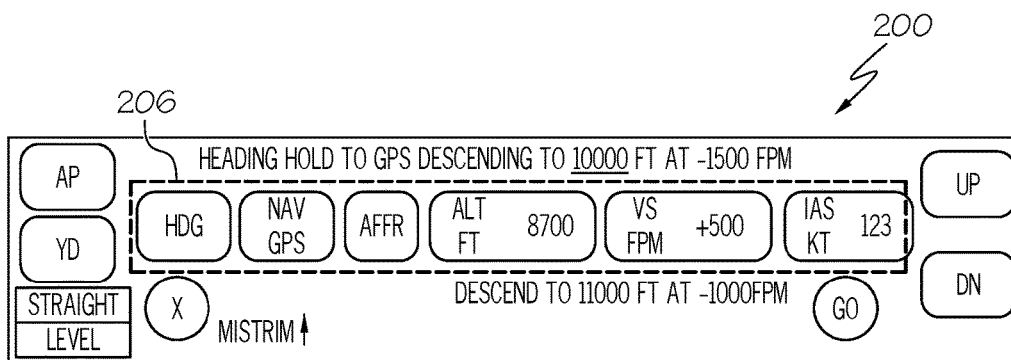 200
206
HEADING HOLD TO GPS DESCENDING TO 10000 FT AT -1500 FPM
AP
YD
HDG
NAV
GPS
AFFR
ALT
FT 8700
VS
FPM +500
IAS
KT 123
UP
DN
STRAIGHT
LEVEL
X
MISTRIM↑
DESCEND TO 11000 FT AT -1000FPM
GO